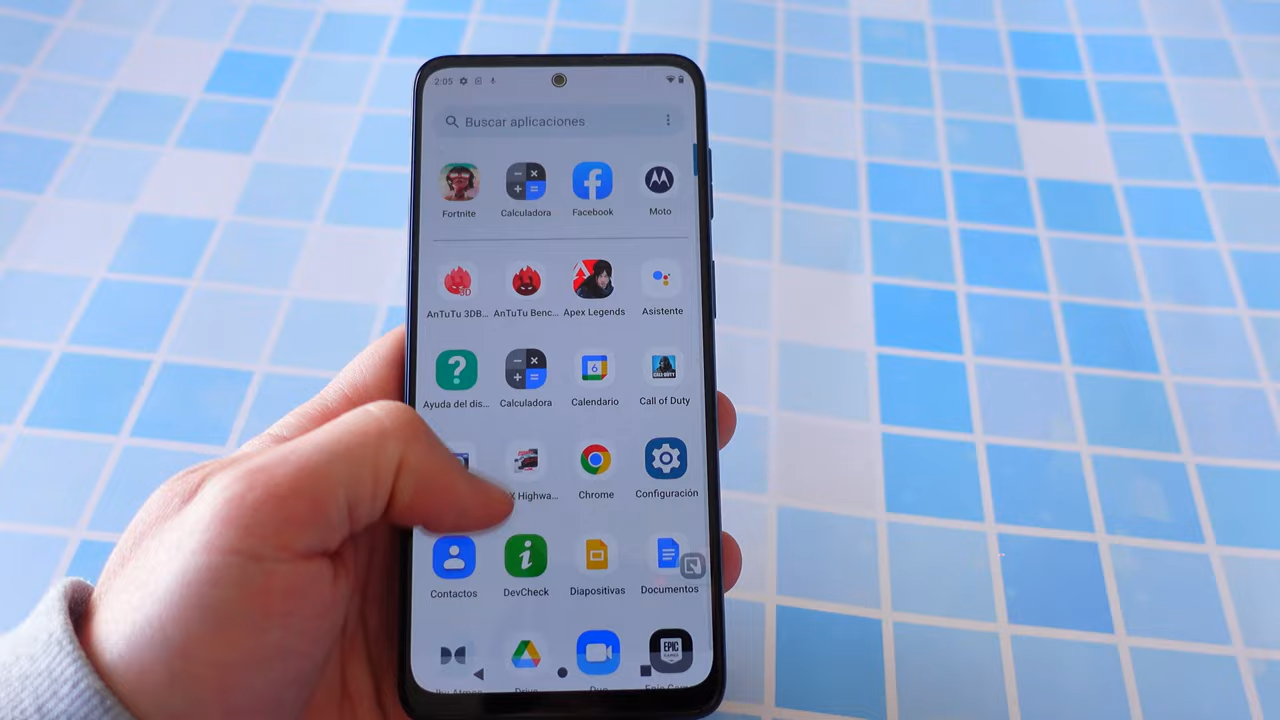 2:05
Buscar aplicaciones
Fortnite Calculadora Facebook Moto
AnTuTu 3DB... AnTuTu Benc... Apex Legends Asistente
Ayuda del dis... Calculadora Calendario Call of Duty
X Highwa... Chrome Configuración
Contactos DevCheck Diapositivas Documentos
Drive Duo Epic Gam